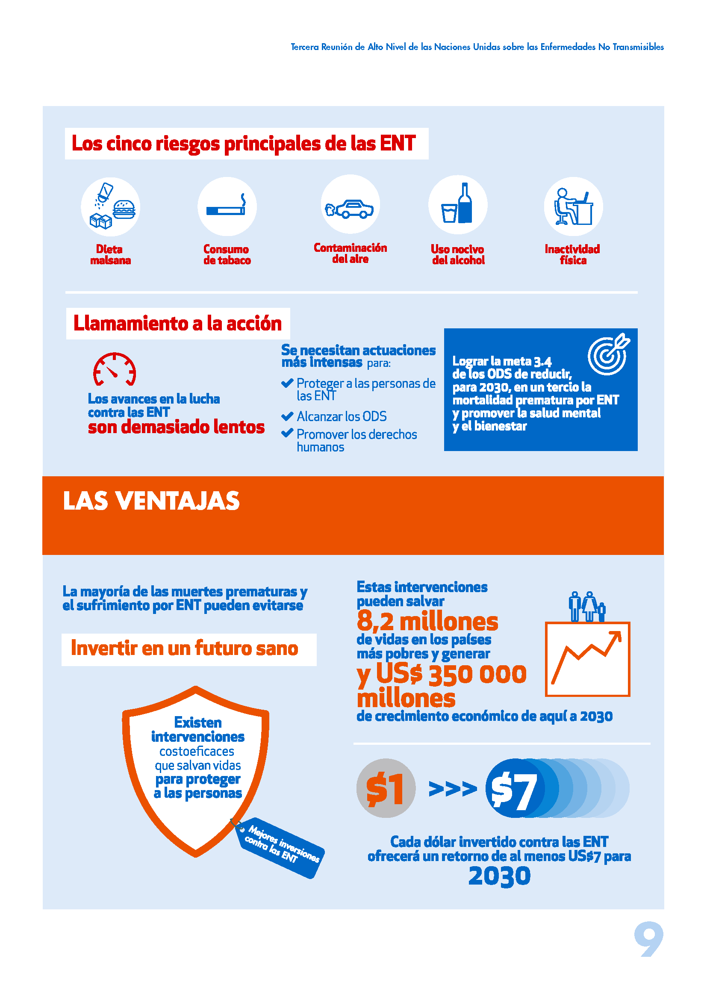 Tercera Reunión de Alto Nivel de las Naciones Unidas sobre las Enfermedades No Transmisibles
Los cinco riesgos principales de las ENT
Dieta
malsana
Consumo
de tabaco
Contaminación
del aire
Uso nocivo
del alcohol
Inactividad
física
Llamamiento a la acción
Los avances en la lucha
contra las ENT
son demasiado lentos
Se necesitan actuaciones
más intensas para:
Proteger a las personas de
las ENT
Alcanzar los ODS
Promover los derechos
humanos
Lograr la meta 3.4
de los ODS de reducir,
para 2030, en un tercio la
mortalidad prematura por ENT
y promover la salud mental
y el bienestar
LAS VENTAJAS
La mayoría de las muertes prematuras y
el sufrimiento por ENT pueden evitarse
Invertir en un futuro sano
Existen
intervenciones
costoeficaces
que salvan vidas
para proteger
a las personas
Mejores inversiones
contra las ENT
Estas intervenciones
pueden salvar
8,2 millones
de vidas en los países
más pobres y generar
y US$ 350 000
millones
de crecimiento económico de aquí a 2030
$1 >>> $7
Cada dólar invertido contra las ENT
ofrecerá un retorno de al menos US$7 para
2030
9